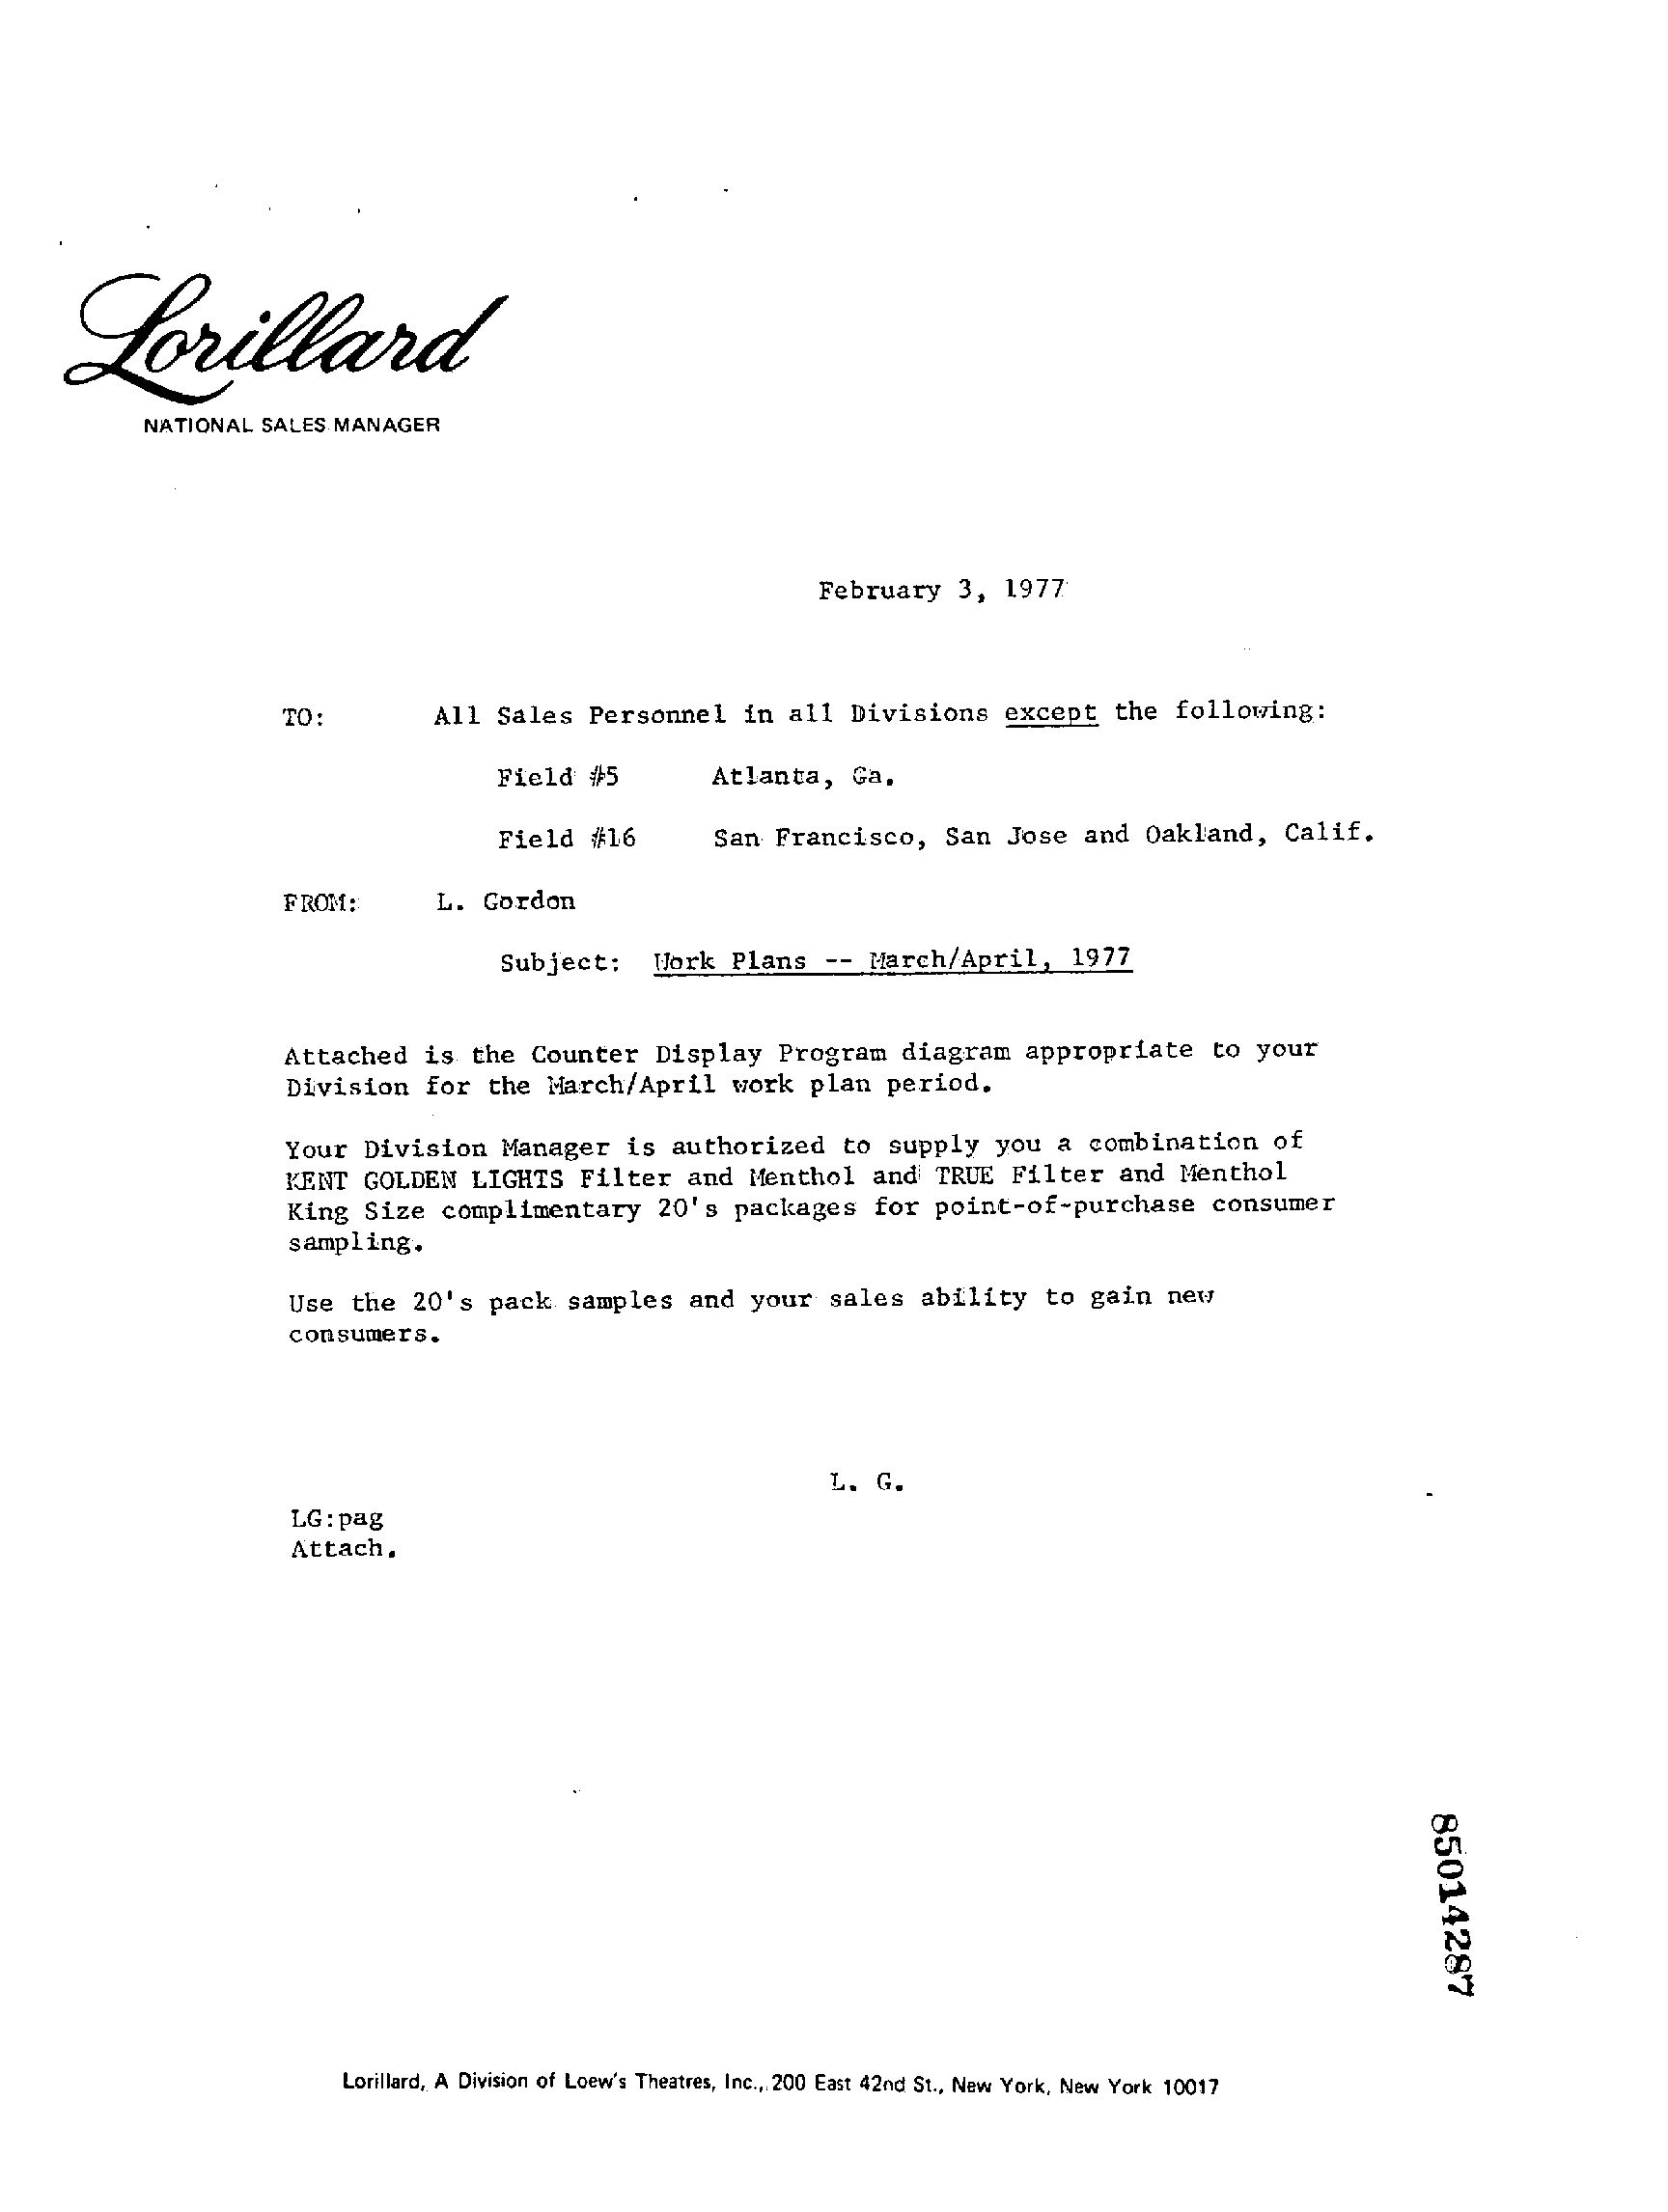 Lorillard
NATIONAL SALES MANAGER
February 3, 1977
TO: All Sales Personnel in all Divisions except the following:
Field #5 Atlanta, Ga.
Field #16 San Francisco, San Jose and Oakland, Calif.
FROM: L. Gordon
Subject: Work Plans -- March/April, 1977
Attached is the Counter Display Program diagram appropriate to your
Division for the March/April work plan period.
Your Division Manager is authorized to supply you a combination of
KENT GOLDEN LIGHTS Filter and Menthol and TRUE Filter and Menthol
King Size complimentary 20's packages for point-of-purchase consumer
sampling.
Use the 20's pack samples and your sales ability to gain new
consumers.
L. G.
LG:pag
Attach.
85014287
Lorillard, A Division of Loew's Theatres, Inc., 200 East 42nd St., New York, New York 10017